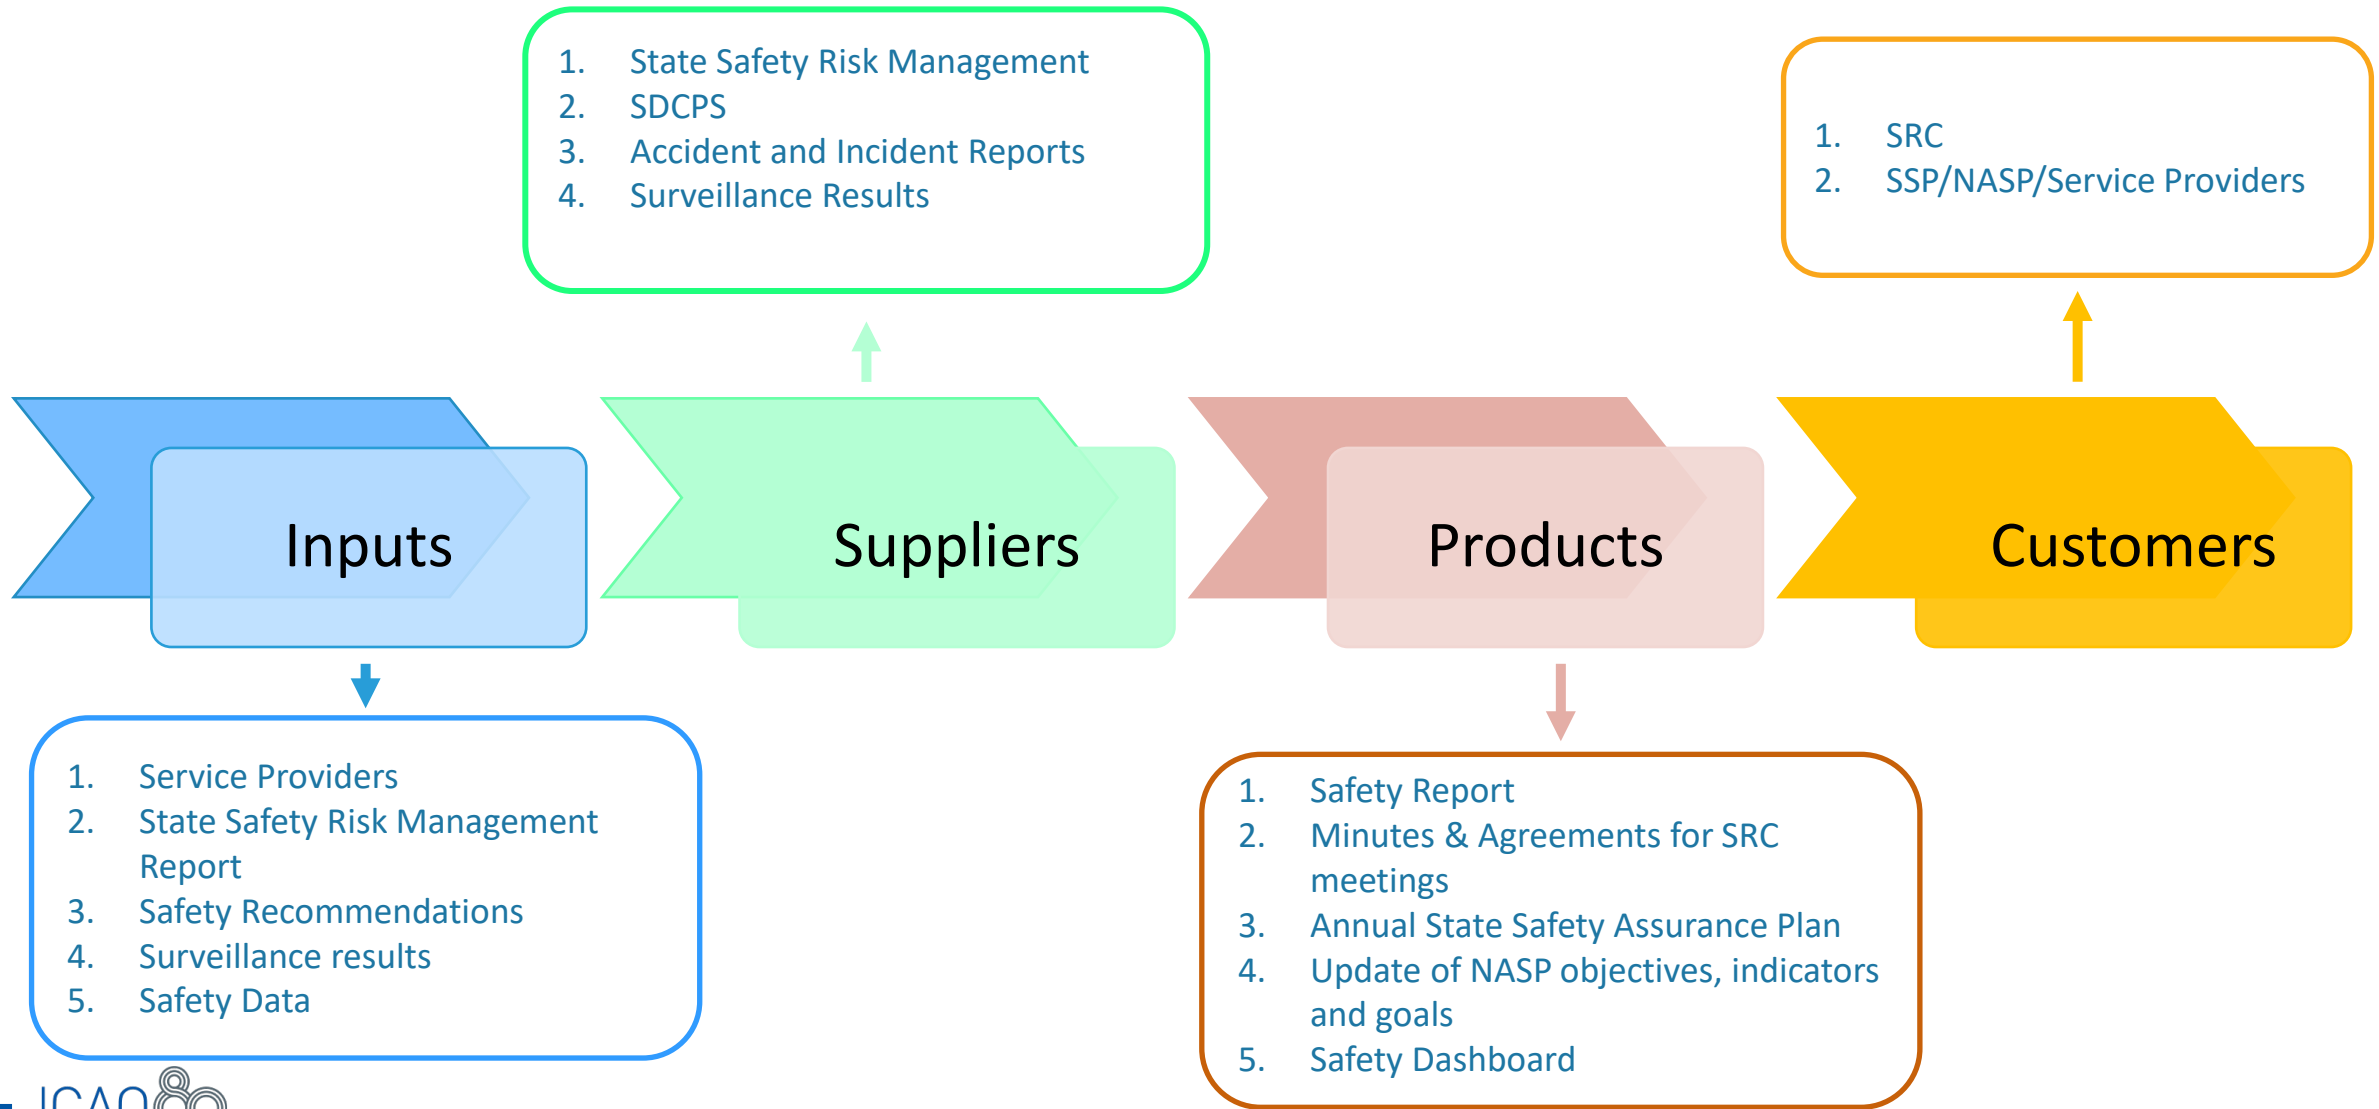 1. State Safety Risk Management
2. SDCPS
3. Accident and Incident Reports
4. Surveillance Results
1. SRC
2. SSP/NASP/Service Providers
Inputs
Suppliers
Products
Customers
1. Service Providers
2. State Safety Risk Management
Report
3. Safety Recommendations
4. Surveillance results
5. Safety Data
1. Safety Report
2. Minutes & Agreements for SRC
meetings
3. Annual State Safety Assurance Plan
4. Update of NASP objectives, indicators
and goals
5. Safety Dashboard
ICAO